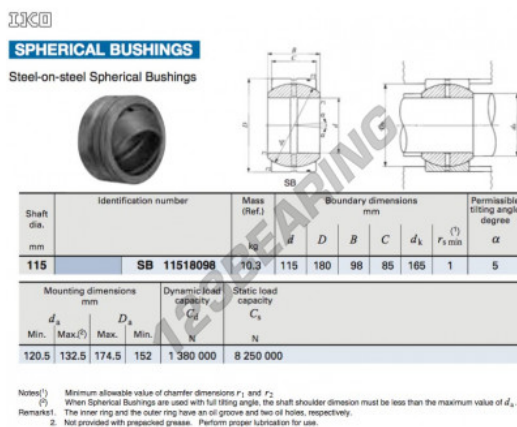 IKO
SPHERICAL BUSHINGS
Steel-on-steel Spherical Bushings
B
C
D
d
SB
123BEARING
Shaft dia. mm
Identification number
Mass (Ref.) kg
Boundary dimensions mm
d D B C dk rs min (1)
Permissible tilting angle degree α
115 SB 11518098 10.3 115 180 98 85 165 1 5
Mounting dimensions mm
da Da
Min. Max.(2) Max. Min.
Dynamic load capacity Cd N
Static load capacity Cs N
120.5 132.5 174.5 152 1 380 000 8 250 000
Notes(1) Minimum allowable value of chamfer dimensions r1 and r2
(2) When Spherical Bushings are used with full tilting angle, the shaft shoulder dimesion must be less than the maximum value of da.
Remarks1. The inner ring and the outer ring have an oil groove and two oil holes, respectively.
2. Not provided with prepacked grease. Perform proper lubrication for use.